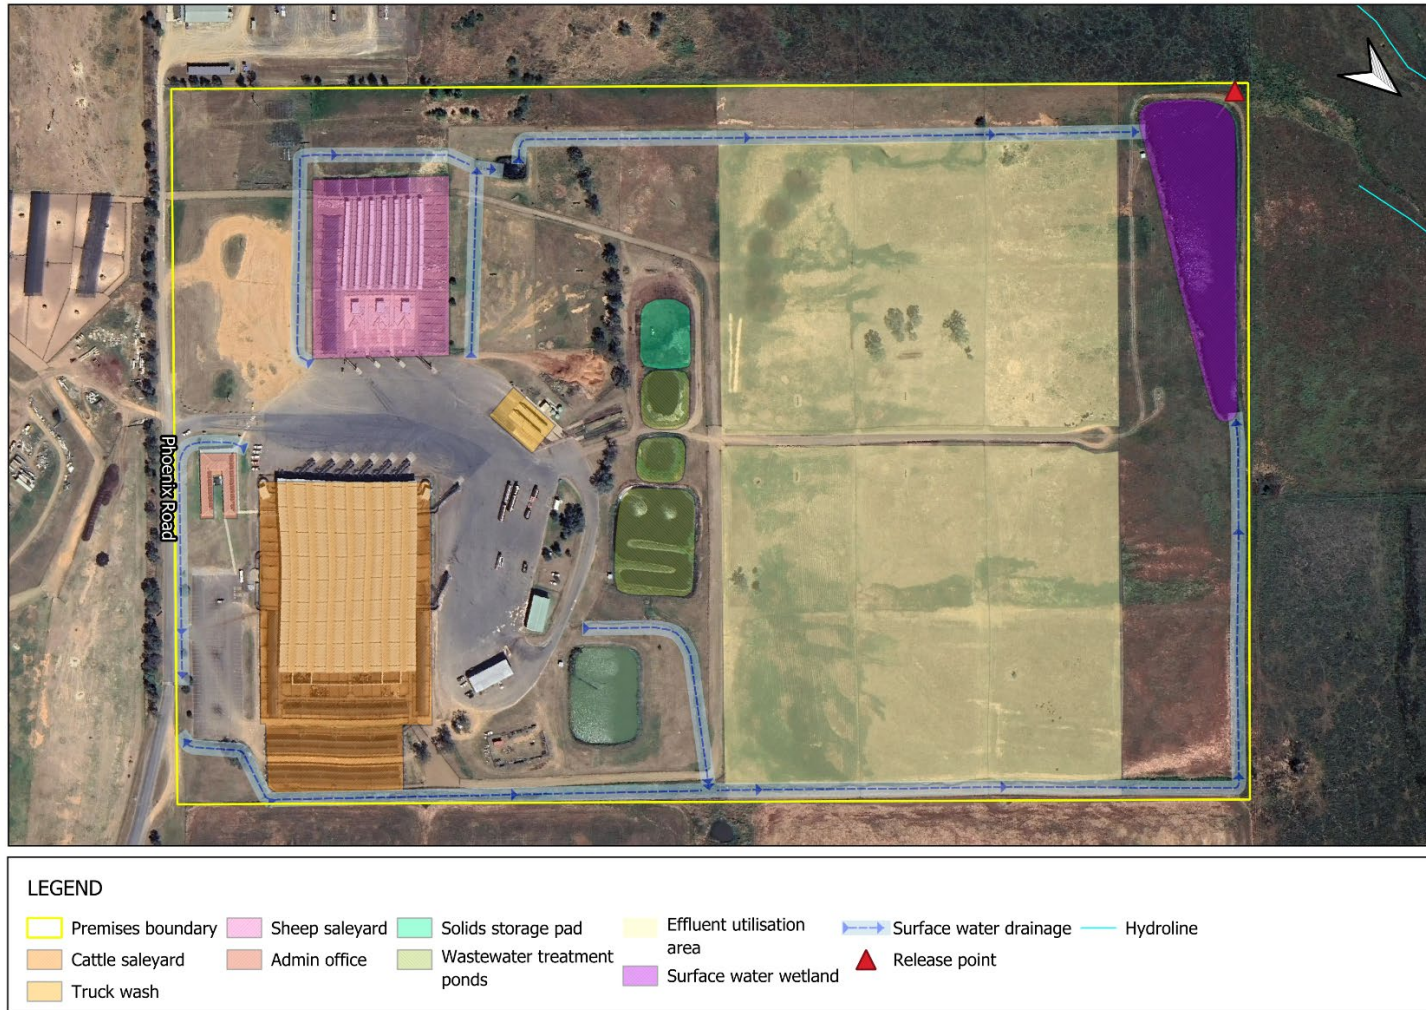 Phoenix Road
LEGEND
Premises boundary
Sheep saleyard
Solids storage pad
Effluent utilisation
area
Surface water drainage
Hydroline
Cattle saleyard
Admin office
Wastewater treatment
ponds
Surface water wetland
Release point
Truck wash